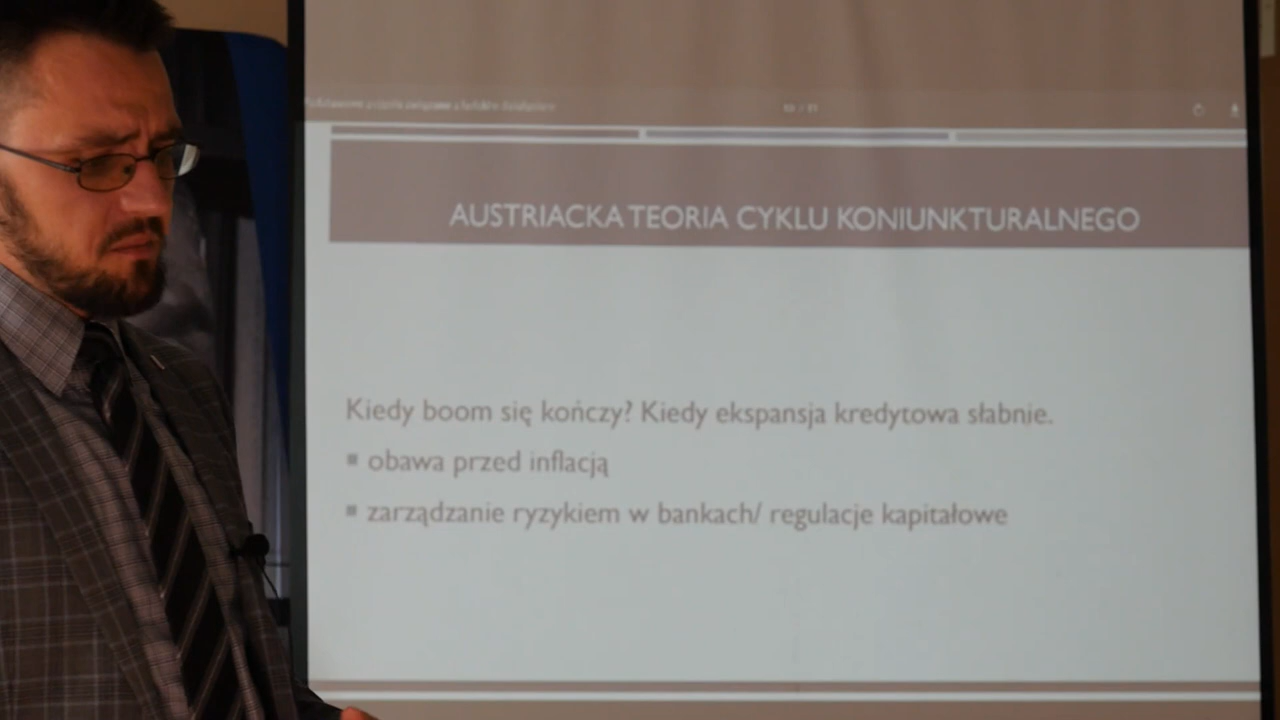 AUSTRIACKA TEORIA CYKLU KONIUNKTURALNEGO
Kiedy boom się kończy? Kiedy ekspansja kredytowa słabnie.
▪ obawa przed inflacją
▪ zarządzanie ryzykiem w bankach/ regulacje kapitałowe